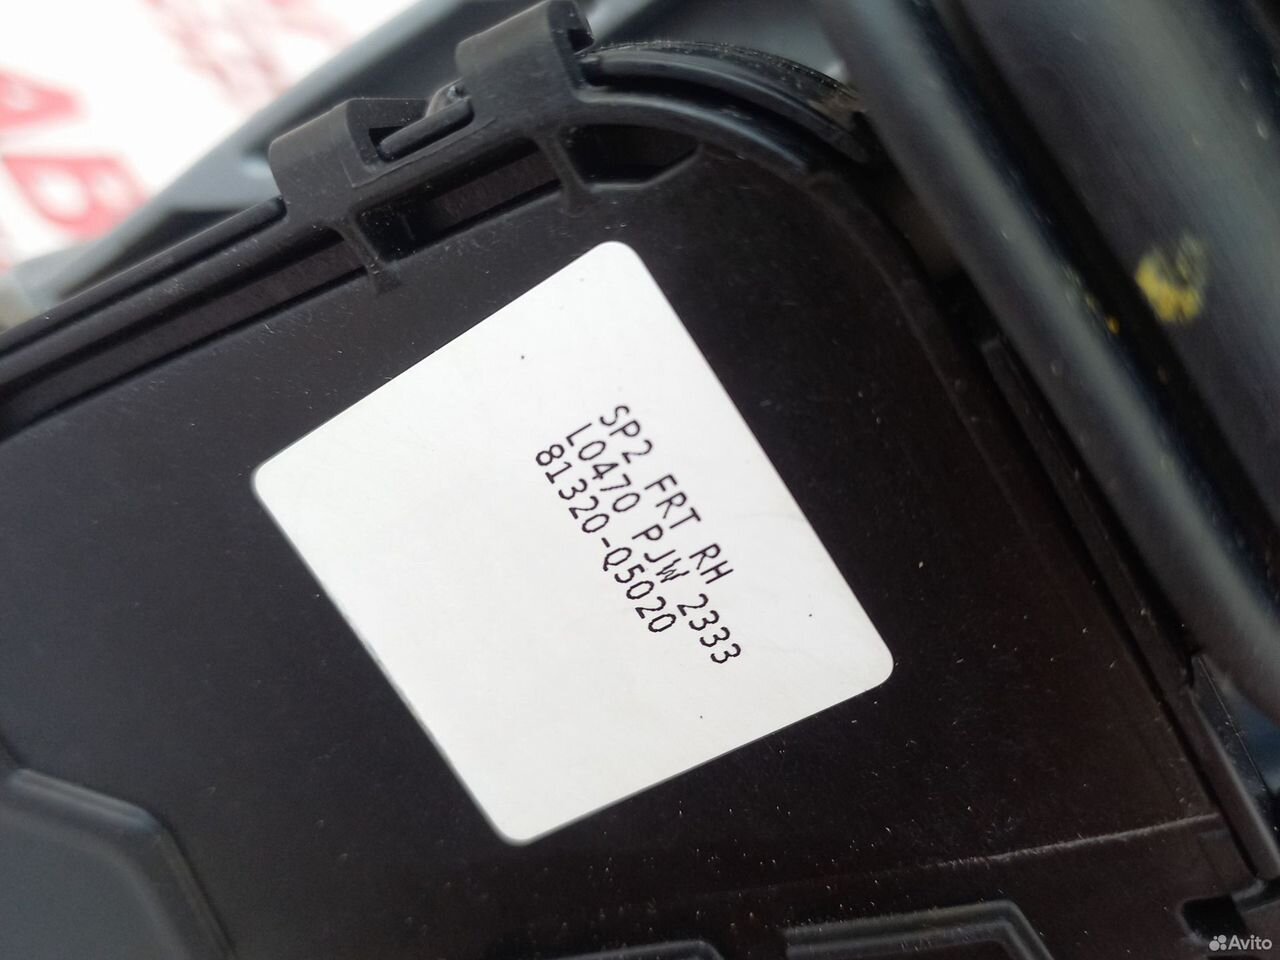 SP2 FRT RH
L0470 PJW 2333
81320-Q5020
Avito